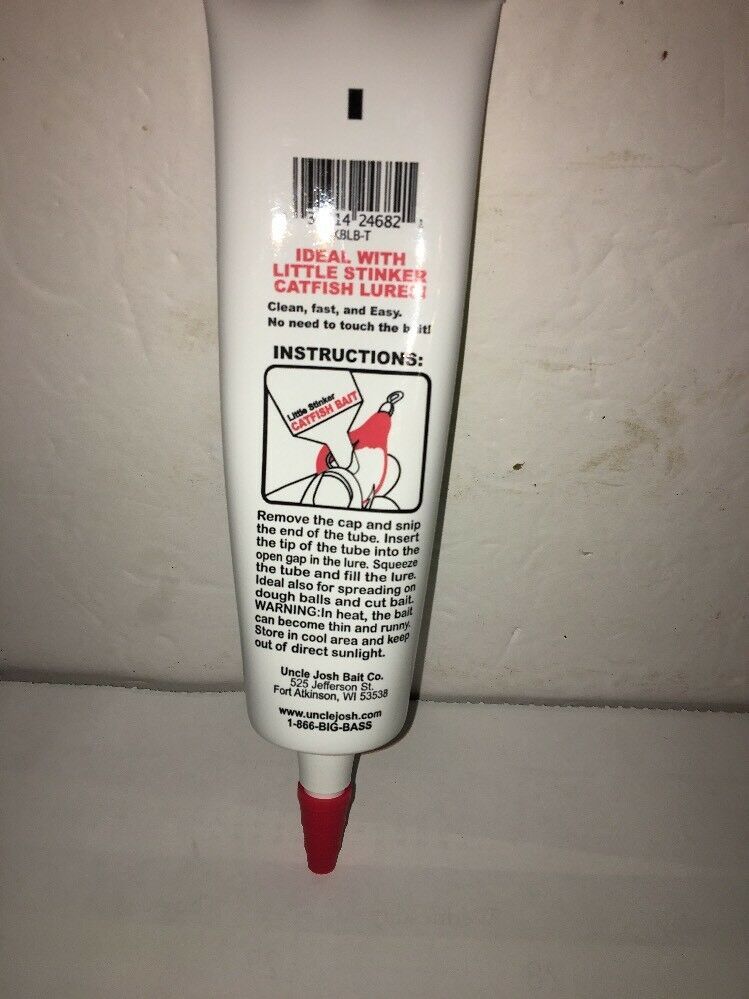 24682
IDEAL WITH
LITTLE STINKER
CATFISH LURES!
Clean, fast, and Easy.
No need to touch the bait!
INSTRUCTIONS:
Little Stinker
CATFISH BAIT
Remove the cap and snip
the end of the tube. Insert
the tip of the tube into the
open gap in the lure. Squeeze
the tube and fill the lure.
Ideal also for spreading on
dough balls and cut bait.
WARNING:In heat, the bait
can become thin and runny.
Store in cool area and keep
out of direct sunlight.
Uncle Josh Bait Co.
525 Jefferson St.
Fort Atkinson, WI 53538
www.unclejosh.com
1-866-BIG-BASS